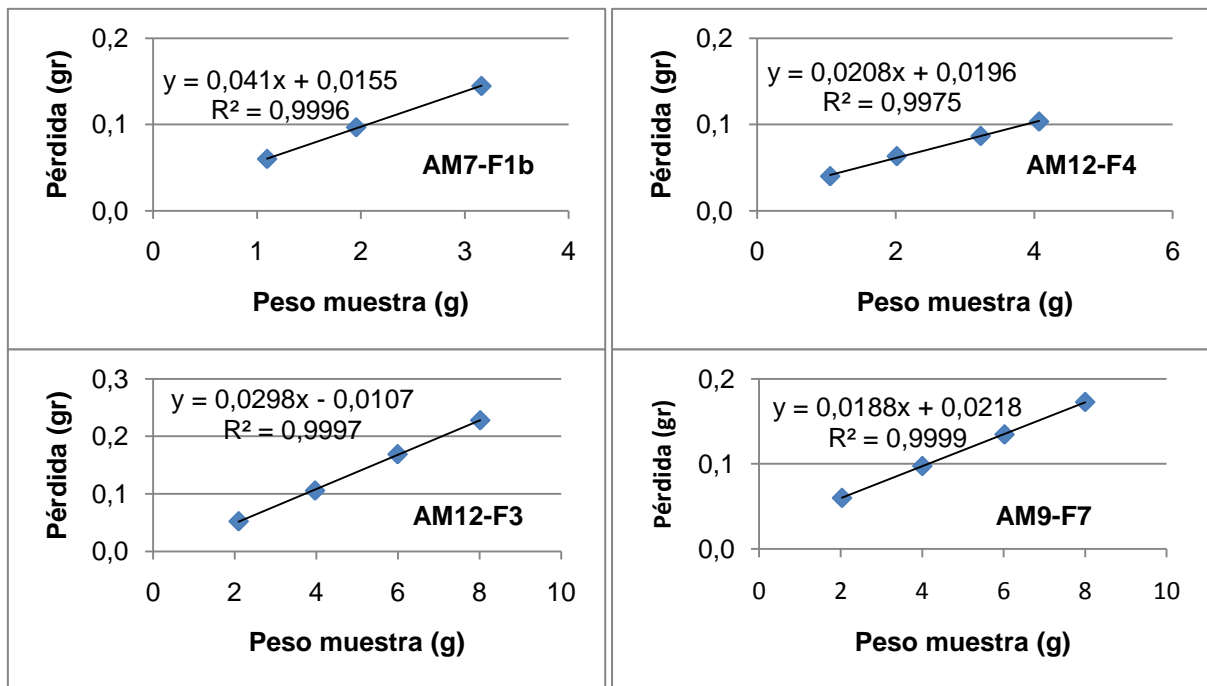 Pérdida (gr)
0,2
0,1
0,0
y = 0,041x + 0,0155
R² = 0,9996
AM7-F1b
0 1 2 3 4
Peso muestra (g)
Pérdida (gr)
0,2
0,1
0,0
y = 0,0208x + 0,0196
R² = 0,9975
AM12-F4
0 2 4 6
Peso muestra (g)
Pérdida (gr)
0,3
0,2
0,1
0,0
y = 0,0298x - 0,0107
R² = 0,9997
AM12-F3
0 2 4 6 8 10
Peso muestra (g)
Pérdida (gr)
0,2
0,1
0,0
y = 0,0188x + 0,0218
R² = 0,9999
AM9-F7
0 2 4 6 8 10
Peso muestra (g)